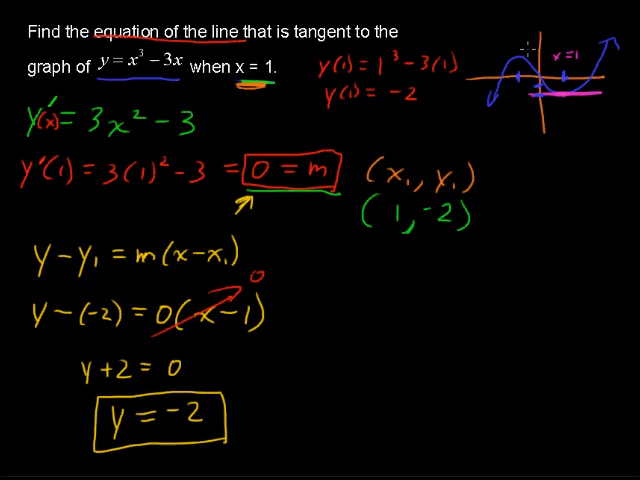 Find the equation of the line that is tangent to the
graph of y = x³ − 3x when x = 1.
y(1) = 1³ − 3(1)
y(1) = −2
x=1
y'(x) = 3x² − 3
y'(1) = 3(1)² − 3 = 0 = m
(x₁, y₁)
(1, −2)
y − y₁ = m(x − x₁)
0
y − (−2) = 0(x − 1)
y + 2 = 0
y = −2